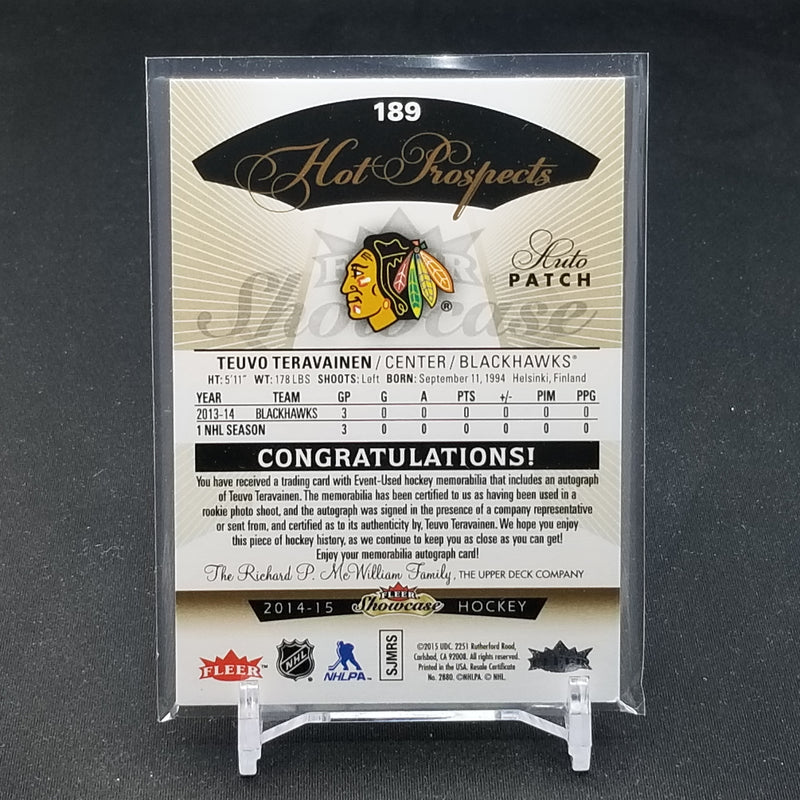 189
Hot Prospects
FLEER
Showcase
®
Auto
PATCH
TEUVO TERAVAINEN / CENTER / BLACKHAWKS®
HT: 5'11" WT: 178 LBS SHOOTS: Left BORN: September 11, 1994 Helsinki, Finland
YEAR TEAM GP G A PTS +/- PIM PPG
2013-14 BLACKHAWKS 3 0 0 0 0 0 0
1 NHL SEASON 3 0 0 0 0 0 0
CONGRATULATIONS!
You have received a trading card with Event-Used hockey memorabilia that includes an autograph
of Teuvo Teravainen. The memorabilia has been certified to us as having been used in a
rookie photo shoot, and the autograph was signed in the presence of a company representative
or sent from, and certified as to its authenticity by, Teuvo Teravainen. We hope you enjoy
this piece of hockey history, as we continue to keep you as close as you can get!
Enjoy your memorabilia autograph card!
The Richard P. McWilliam Family, THE UPPER DECK COMPANY
2014-15 FLEER Showcase HOCKEY
FLEER™ NHL NHLPA™ SJMRS
©2015 UDC. 2251 Rutherford Road,
Carlsbad, CA 92008. All rights reserved.
Printed in the USA. Resale Certificate
No. 2880. ©NHLPA. © NHL.
FLEER